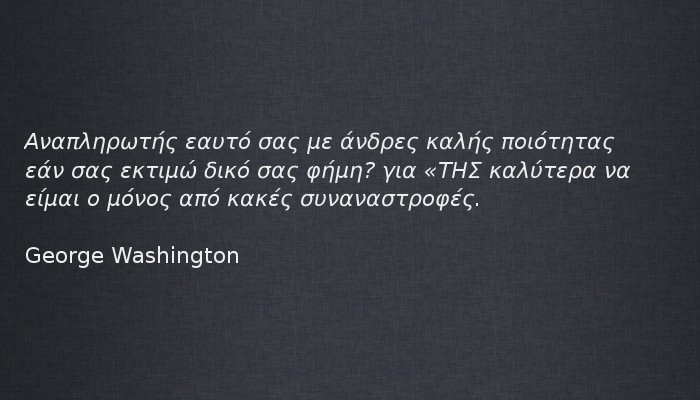 Αναπληρωτής εαυτό σας με άνδρες καλής ποιότητας
εάν σας εκτιμώ δικό σας φήμη? για «ΤΗΣ καλύτερα να
είμαι ο μόνος από κακές συναναστροφές.
George Washington